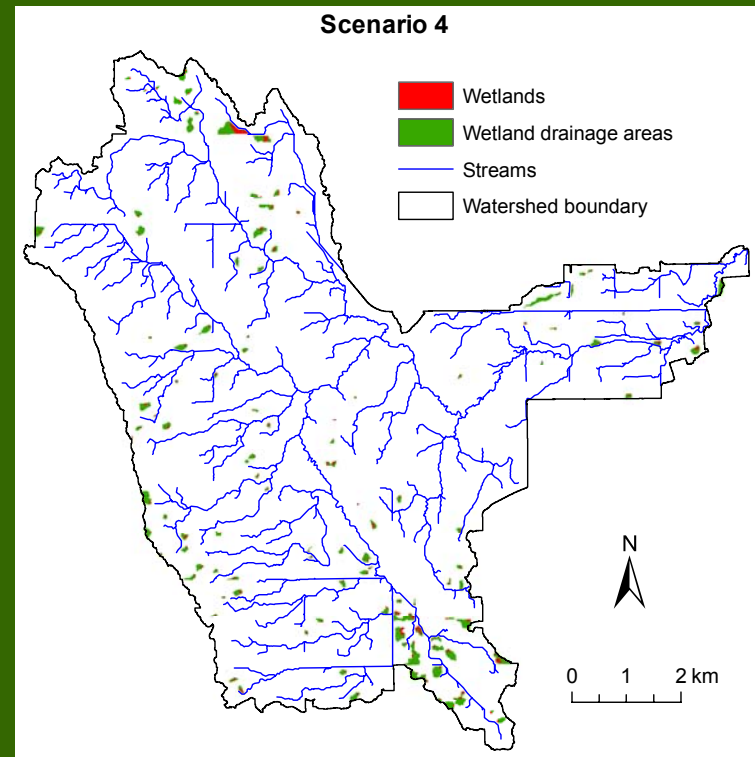 Scenario 4
Wetlands
Wetland drainage areas
Streams
Watershed boundary
N
0 1 2 km